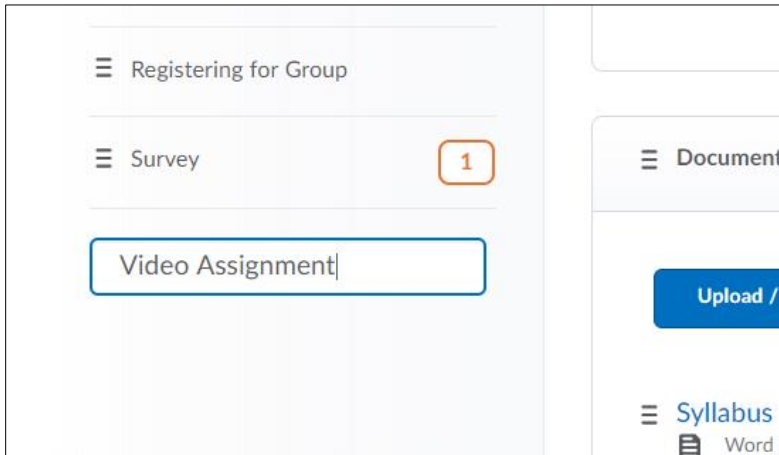 Registering for Group
Survey
1
Video Assignment
Document
Upload /
Syllabus
Word